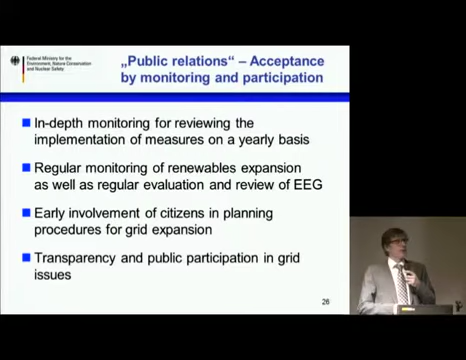 Federal Ministry for the
Environment, Nature Conservation
and Nuclear Safety
„Public relations“ – Acceptance
by monitoring and participation
In-depth monitoring for reviewing the
implementation of measures on a yearly basis
Regular monitoring of renewables expansion
as well as regular evaluation and review of EEG
Early involvement of citizens in planning
procedures for grid expansion
Transparency and public participation in grid
issues
26